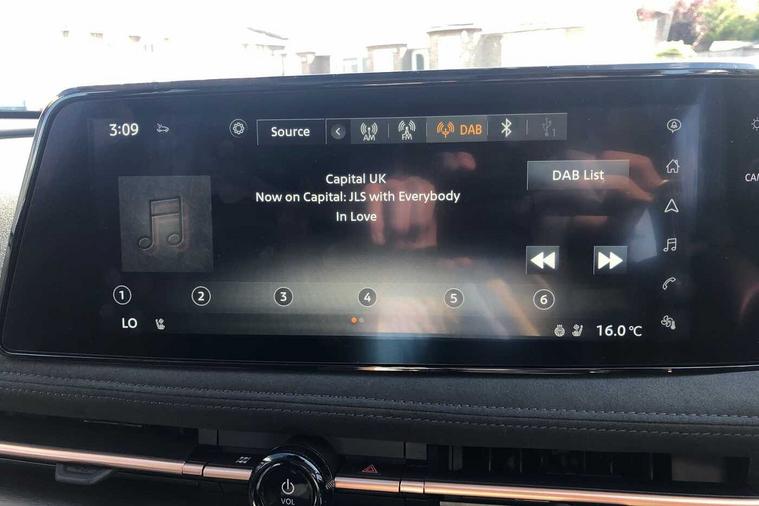 3:09
Source
AM
FM
DAB
1
Capital UK
DAB List
Now on Capital: JLS with Everybody
In Love
1 2 3 4 5 6
LO
16.0 °C
VOL